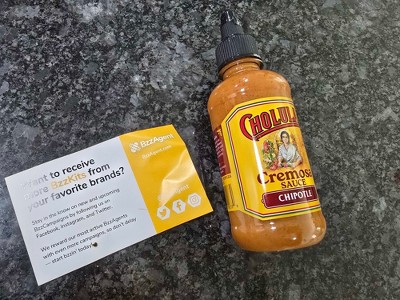 BzzAgent
BzzAgent.com
Want to receive
more BzzKits from
your favorite brands?
Stay in the know on new and upcoming
BzzCampaigns by following us on
Facebook, Instagram, and Twitter.
We reward our most active BzzAgents
with even more campaigns, so don't delay
— start bzzin' today!
CHOLULA
Cremosa
SAUCE
CHIPOTLE